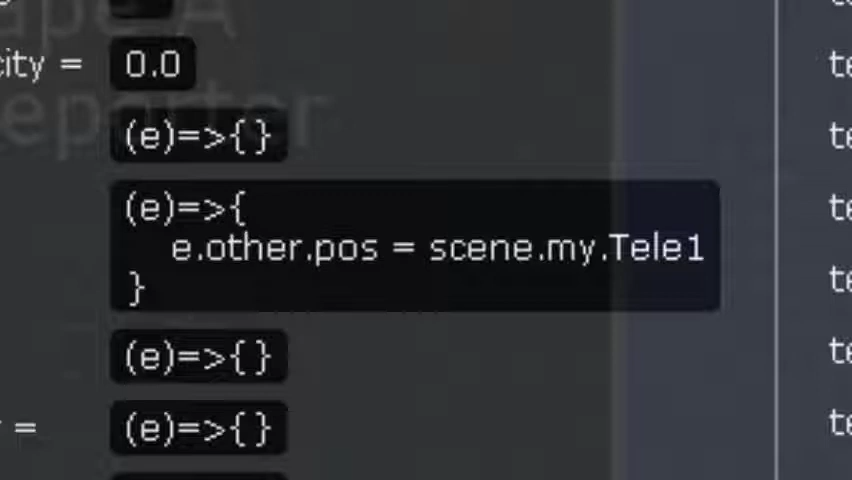 city = 0.0
(e)=>{}
(e)=>{
e.other.pos = scene.my.Tele1
}
(e)=>{}
= (e)=>{}